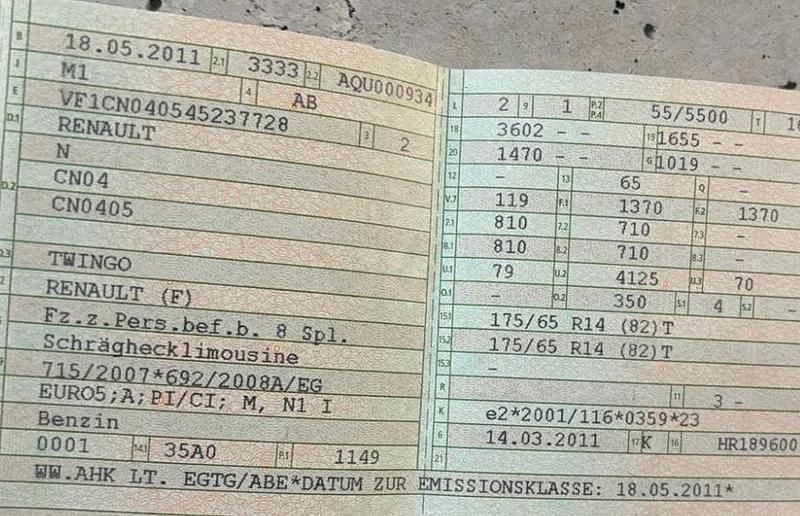 B 18.05.2011 2.1 3333 2.2 AQU000934
J M1 4 AB
E VF1CN040545237728 3 2
D.1 RENAULT
N
D.2 CN04
CN0405
D.3 TWINGO
2 RENAULT (F)
Fz.z.Pers.bef.b. 8 Spl.
Schräghecklimousine
715/2007*692/2008A/EG
EURO5;A;PI/CI; M, N1 I
Benzin
0001 14.1 35A0 P.1 1149
L 2 9 1 P.2 P.4 55/5500 T
18 3602 - - 19 1655 - -
20 1470 - - G 1019 - -
12 - 13 65 Q -
V.7 119 F.1 1370 F.2 1370
7.1 810 7.2 710 7.3 -
8.1 810 8.2 710 8.3 -
U.1 79 U.2 4125 U.3 70
O.1 - O.2 350 S.1 4 S.2 -
15.1 175/65 R14 (82)T
15.2 175/65 R14 (82)T
15.3 -
R 11 3 -
K e2*2001/116*0359*23
6 14.03.2011 17 K 16 HR189600
21
WW.AHK LT. EGTG/ABE*DATUM ZUR EMISSIONSKLASSE: 18.05.2011*